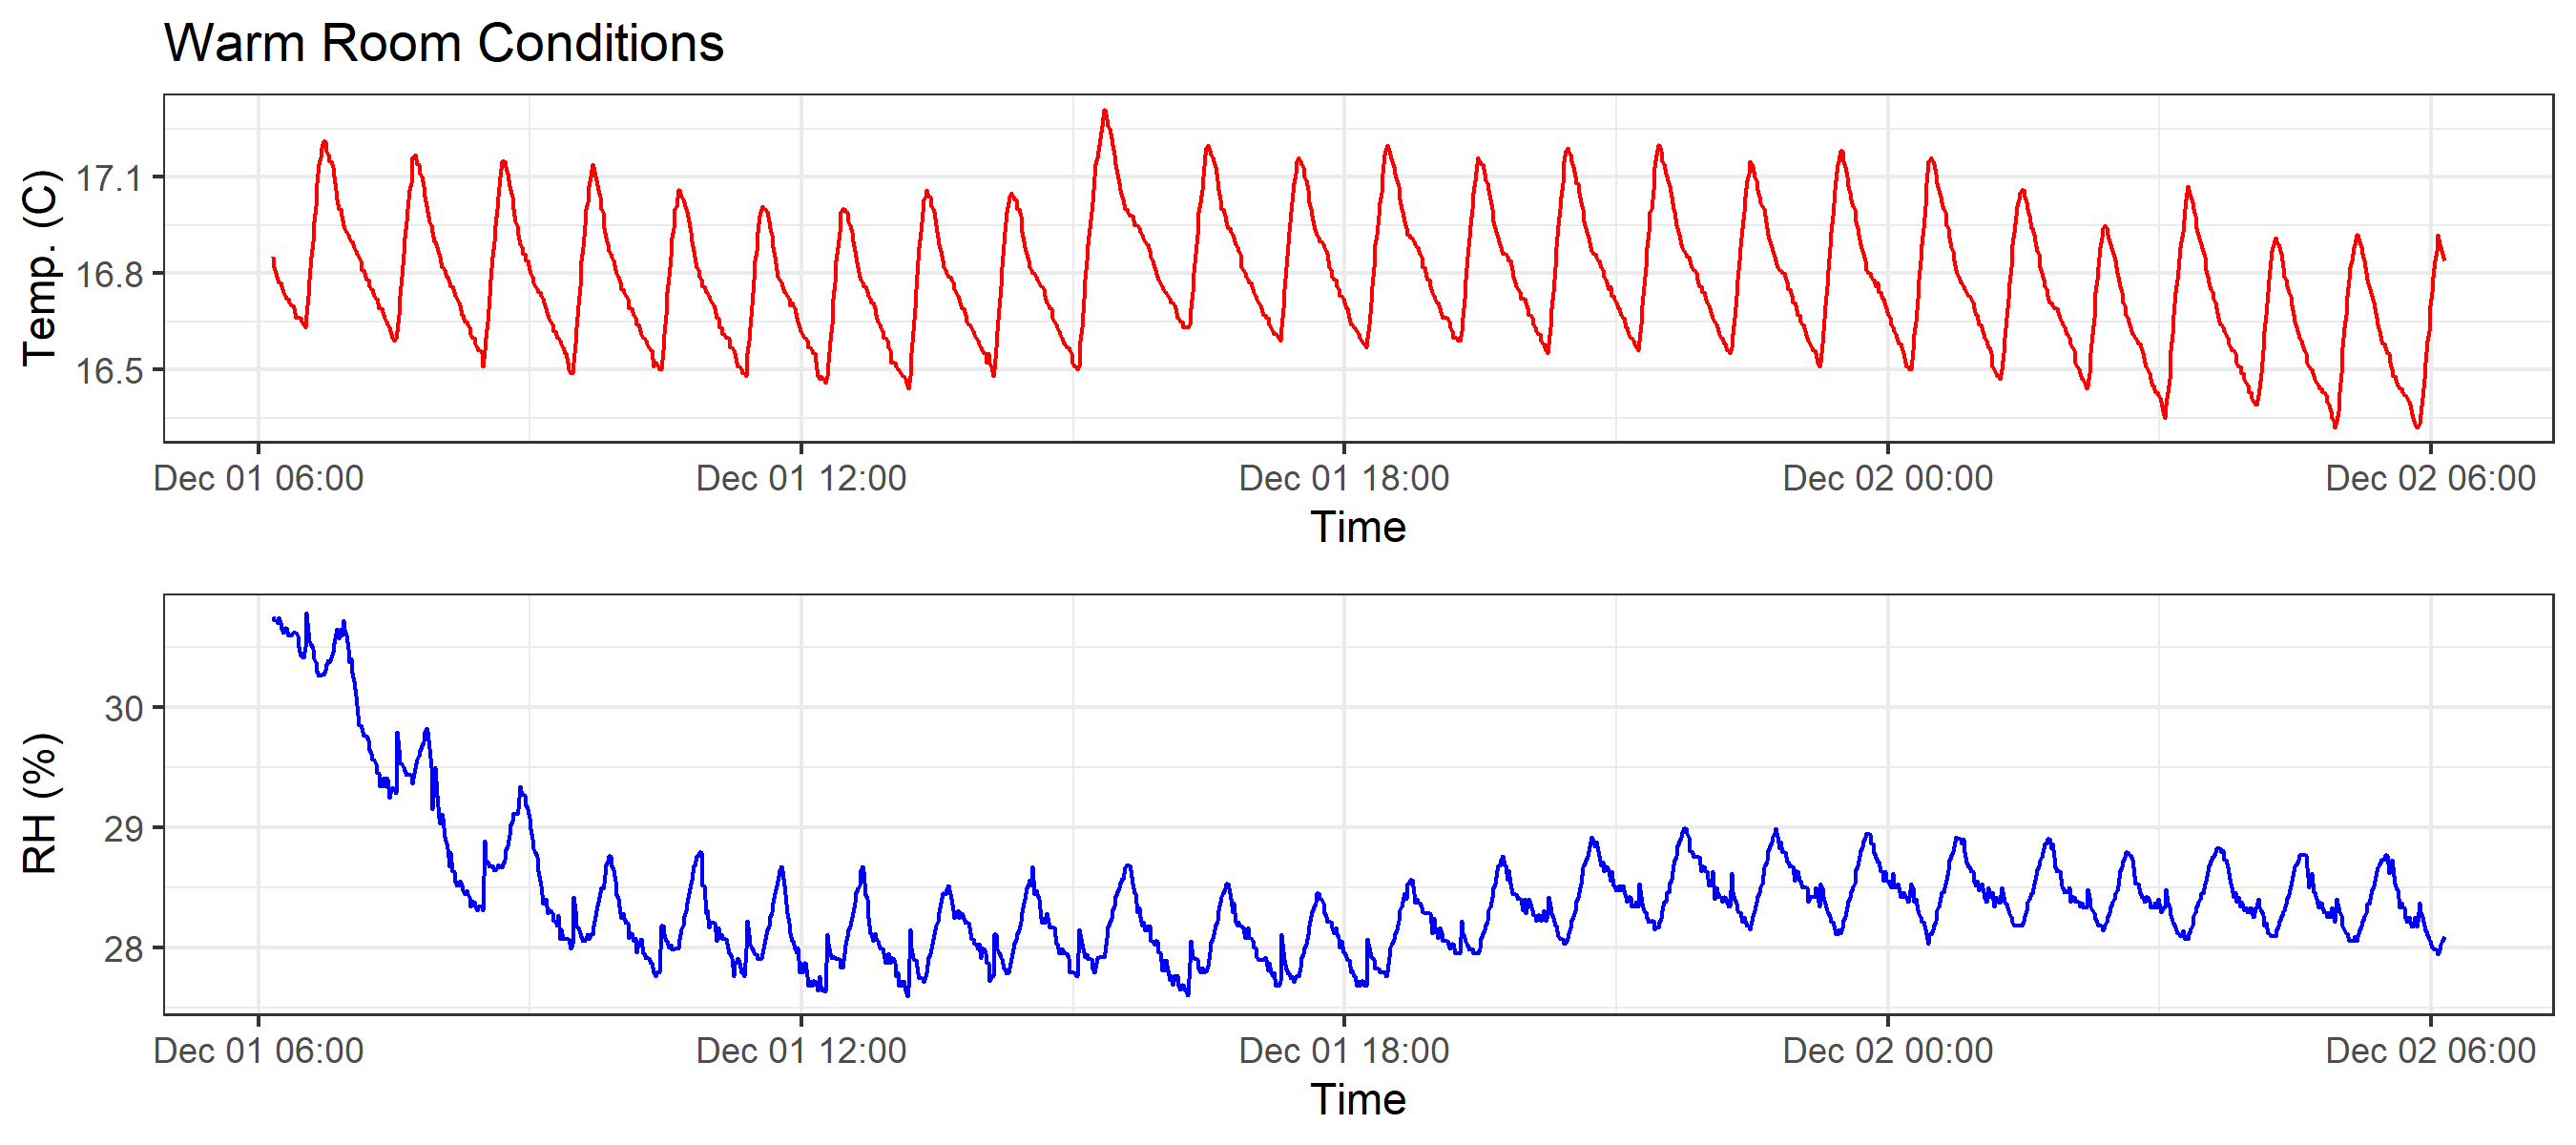 Warm Room Conditions
Temp. (C)
17.1
16.8
16.5
Dec 01 06:00 Dec 01 12:00 Dec 01 18:00 Dec 02 00:00 Dec 02 06:00
Time
RH (%)
30
29
28
Dec 01 06:00 Dec 01 12:00 Dec 01 18:00 Dec 02 00:00 Dec 02 06:00
Time